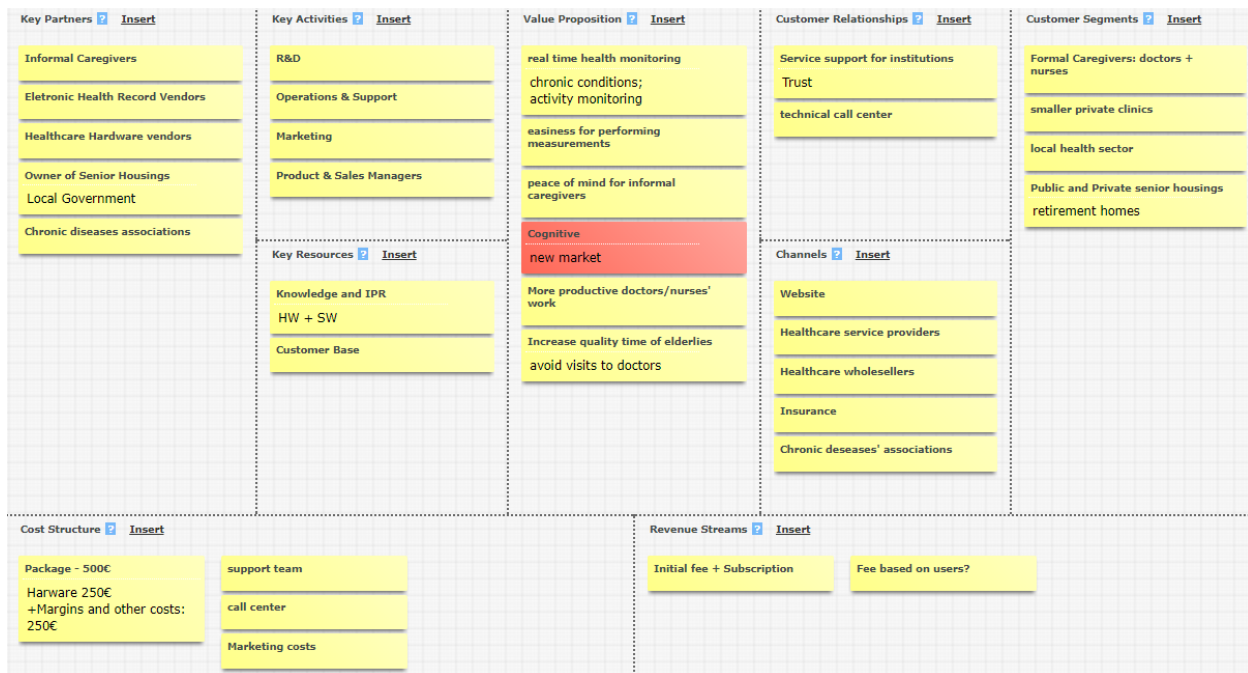 Key Partners ? Insert
Informal Caregivers
Eletronic Health Record Vendors
Healthcare Hardware vendors
Owner of Senior Housings
Local Government
Chronic diseases associations
Key Activities ? Insert
R&D
Operations & Support
Marketing
Product & Sales Managers
Key Resources ? Insert
Knowledge and IPR
HW + SW
Customer Base
Value Proposition ? Insert
real time health monitoring
chronic conditions;
activity monitoring
easiness for performing
measurements
peace of mind for informal
caregivers
Cognitive
new market
More productive doctors/nurses'
work
Increase quality time of elderlies
avoid visits to doctors
Customer Relationships ? Insert
Service support for institutions
Trust
technical call center
Channels ? Insert
Website
Healthcare service providers
Healthcare wholesellers
Insurance
Chronic deseases' associations
Customer Segments ? Insert
Formal Caregivers: doctors +
nurses
smaller private clinics
local health sector
Public and Private senior housings
retirement homes
Cost Structure ? Insert
Package - 500€
Harware 250€
+Margins and other costs:
250€
support team
call center
Marketing costs
Revenue Streams ? Insert
Initial fee + Subscription
Fee based on users?